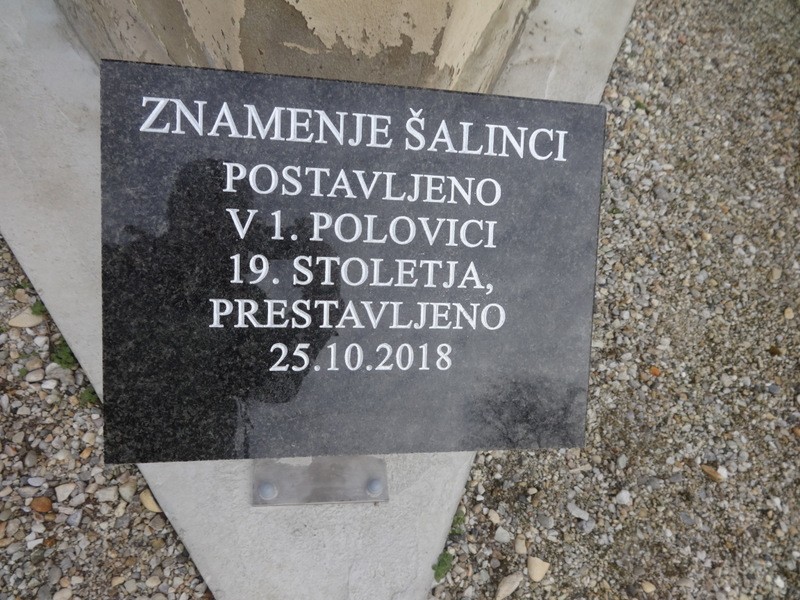 ZNAMENJE ŠALINCI
POSTAVLJENO
V 1. POLOVICI
19. STOLETJA,
PRESTAVLJENO
25.10.2018